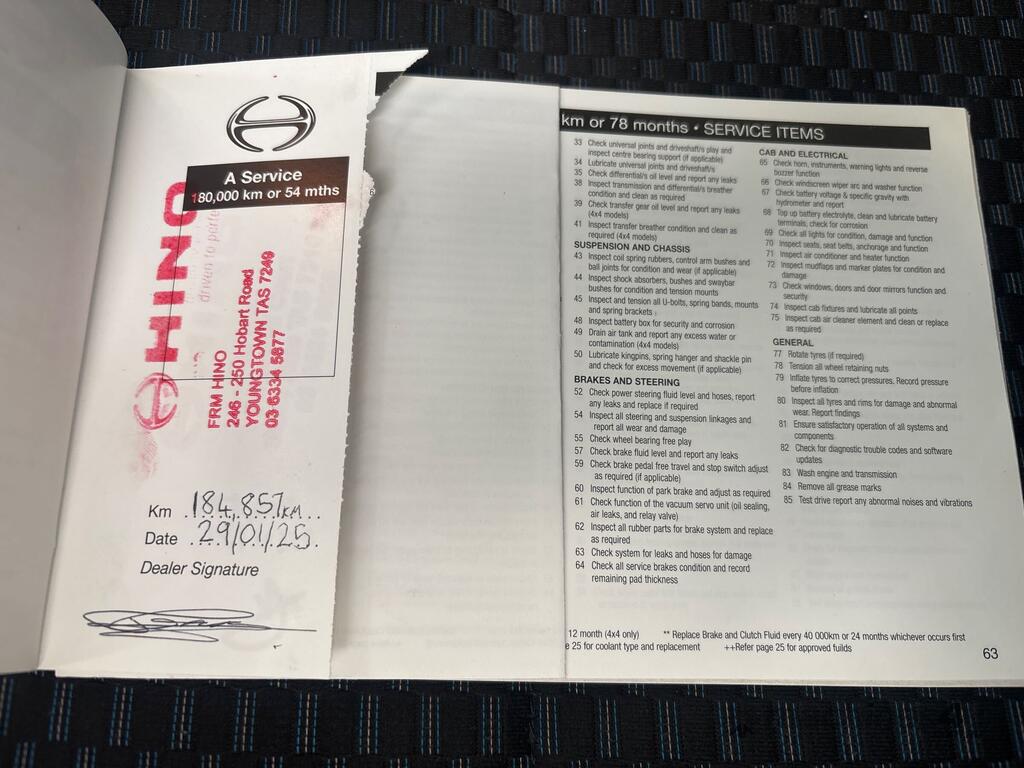 A Service
180,000 km or 54 mths
HINO
FRM HINO
246 - 250 Hobart Road
YOUNGTOWN TAS 7249
03 6334 5877
Km 184,857KM
Date 29/01/25
Dealer Signature
km or 78 months • SERVICE ITEMS
33 Check universal joints and driveshaft/s play and
inspect centre bearing support (if applicable)
34 Lubricate universal joints and driveshaft/s
35 Check differential/s oil level and report any leaks
38 Inspect transmission and differential/s breather
condition and clean as required
39 Check transfer gear oil level and report any leaks
(4x4 models)
41 Inspect transfer breather condition and clean as
required (4x4 models)
SUSPENSION AND CHASSIS
43 Inspect coil spring rubbers, control arm bushes and
ball joints for condition and wear (if applicable)
44 Inspect shock absorbers, bushes and swaybar
bushes for condition and tension mounts
45 Inspect and tension all U-bolts, spring bands, mounts
and spring brackets
48 Inspect battery box for security and corrosion
49 Drain air tank and report any excess water or
contamination (4x4 models)
50 Lubricate kingpins, spring hanger and shackle pin
and check for excess movement (if applicable)
BRAKES AND STEERING
52 Check power steering fluid level and hoses, report
any leaks and replace if required
54 Inspect all steering and suspension linkages and
report all wear and damage
55 Check wheel bearing free play
57 Check brake fluid level and report any leaks
59 Check brake pedal free travel and stop switch adjust
as required (if applicable)
60 Inspect function of park brake and adjust as required
61 Check function of the vacuum servo unit (oil sealing,
air leaks, and relay valve)
62 Inspect all rubber parts for brake system and replace
as required
63 Check system for leaks and hoses for damage
64 Check all service brakes condition and record
remaining pad thickness
CAB AND ELECTRICAL
65 Check horn, instruments, warning lights and reverse
buzzer function
66 Check windscreen wiper arc and washer function
67 Check battery voltage & specific gravity with
hydrometer and report
68 Top up battery electrolyte, clean and lubricate battery
terminals, check for corrosion
69 Check all lights for condition, damage and function
70 Inspect seats, seat belts, anchorage and function
71 Inspect air conditioner and heater function
72 Inspect mudflaps and marker plates for condition and
damage
73 Check windows, doors and door mirrors function and
security
74 Inspect cab fixtures and lubricate all points
75 Inspect cab air cleaner element and clean or replace
as required
GENERAL
77 Rotate tyres (if required)
78 Tension all wheel retaining nuts
79 Inflate tyres to correct pressures. Record pressure
before inflation
80 Inspect all tyres and rims for damage and abnormal
wear. Report findings
81 Ensure satisfactory operation of all systems and
components
82 Check for diagnostic trouble codes and software
updates
83 Wash engine and transmission
84 Remove all grease marks
85 Test drive report any abnormal noises and vibrations
12 month (4x4 only) ** Replace Brake and Clutch Fluid every 40 000km or 24 months whichever occurs first
e 25 for coolant type and replacement ++Refer page 25 for approved fuilds
63